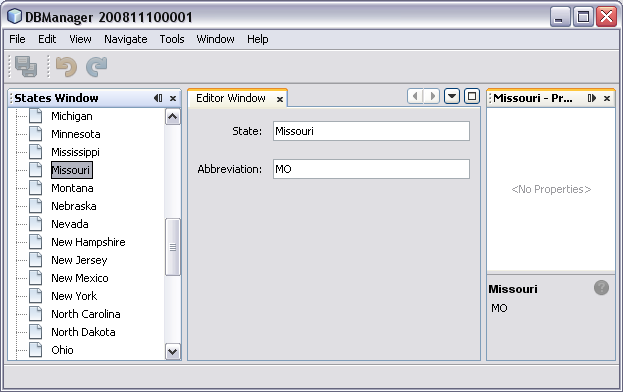 DBManager 200811100001
File Edit View Navigate Tools Window Help
States Window
Michigan
Minnesota
Mississippi
Missouri
Montana
Nebraska
Nevada
New Hampshire
New Jersey
New Mexico
New York
North Carolina
North Dakota
Ohio
Editor Window
State: Missouri
Abbreviation: MO
Missouri - Pr...
<No Properties>
Missouri
MO